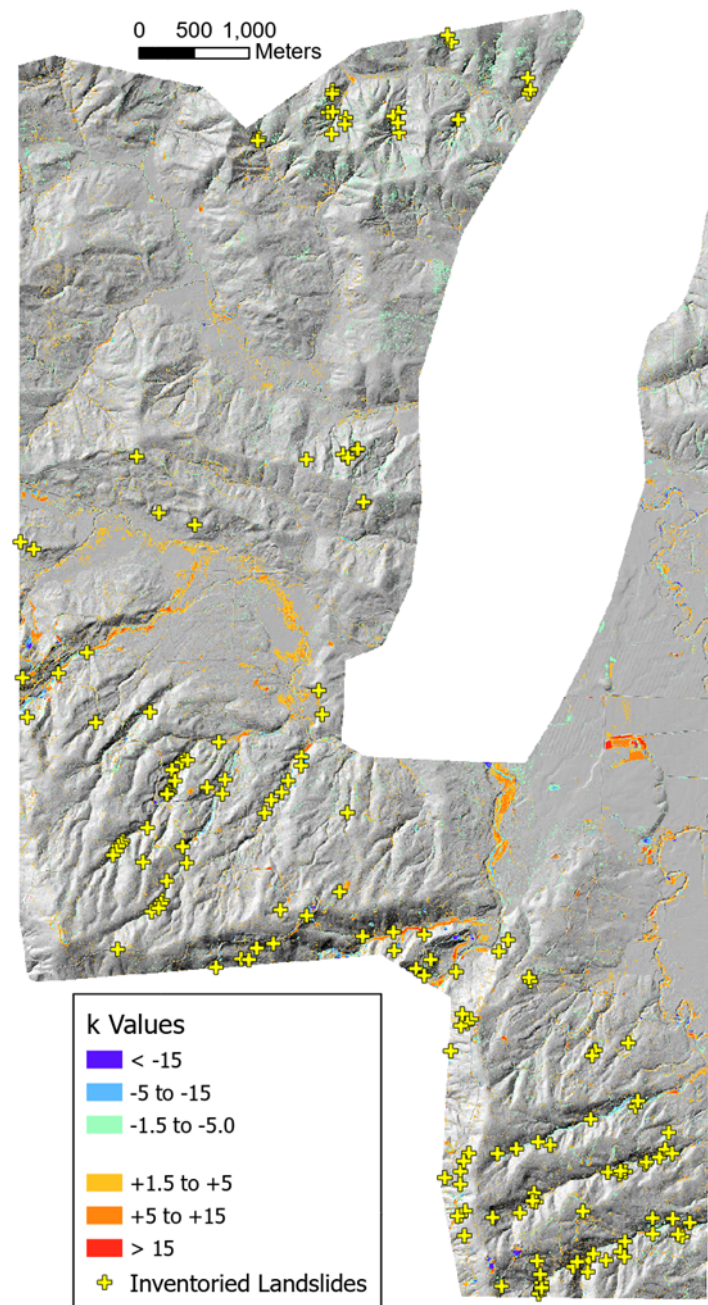 0 500 1,000
Meters
k Values
< -15
-5 to -15
-1.5 to -5.0
+1.5 to +5
+5 to +15
> 15
Inventoried Landslides